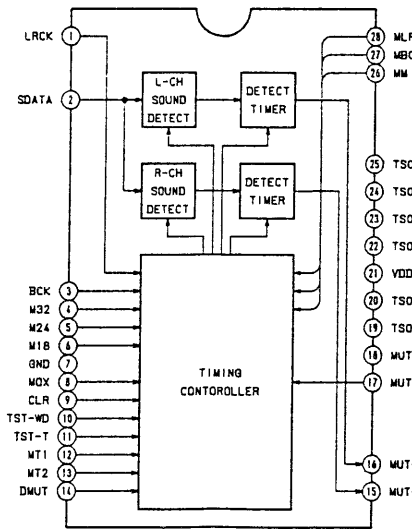 LRCK 1
SDATA 2
BCK 3
M32 4
M24 5
M18 6
GND 7
MOX 8
CLR 9
TST-WD 10
TST-T 11
MT1 12
MT2 13
DMUT 14
L-CH
SOUND
DETECT
DETECT
TIMER
R-CH
SOUND
DETECT
DETECT
TIMER
TIMING
CONTOROLLER
28
27
26 MM
25 TSO
24 TSO
23 TSO
22 TSO
21 VDD
20 TSO
19 TSO
18 MUT
17 MUT
16 MUT
15 MUT